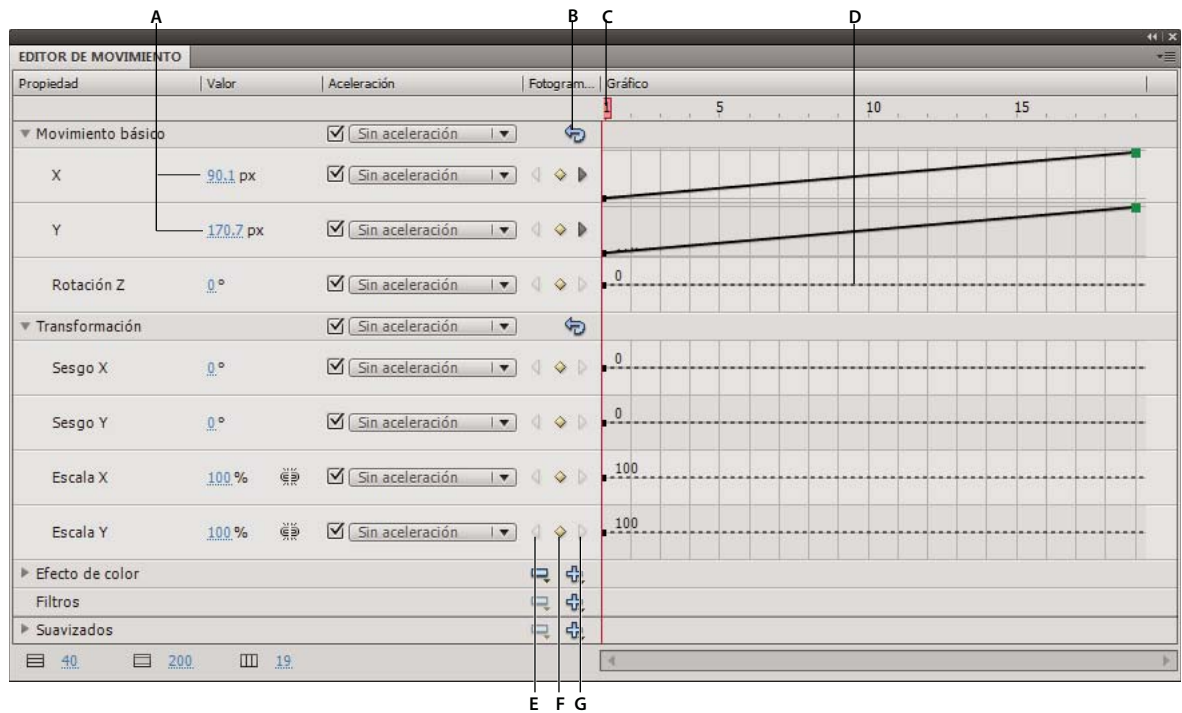 A B C D
EDITOR DE MOVIMIENTO
Propiedad Valor Aceleración Fotogram... Gráfico
1 5 10 15
Movimiento básico Sin aceleración
X 90.1 px Sin aceleración
Y 170.7 px Sin aceleración
Rotación Z 0° Sin aceleración 0
Transformación Sin aceleración
Sesgo X 0° Sin aceleración 0
Sesgo Y 0° Sin aceleración 0
Escala X 100 % Sin aceleración 100
Escala Y 100 % Sin aceleración 100
Efecto de color
Filtros
Suavizados
40 200 19
E F G